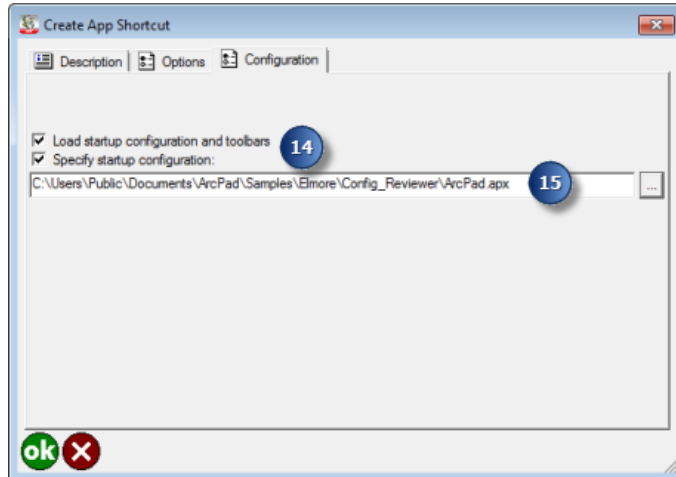 Create App Shortcut
Description Options Configuration
Load startup configuration and toolbars
14
Specify startup configuration:
C:\Users\Public\Documents\ArcPad\Samples\Elmore\Config_Reviewer\ArcPad.apx 15 ...
ok